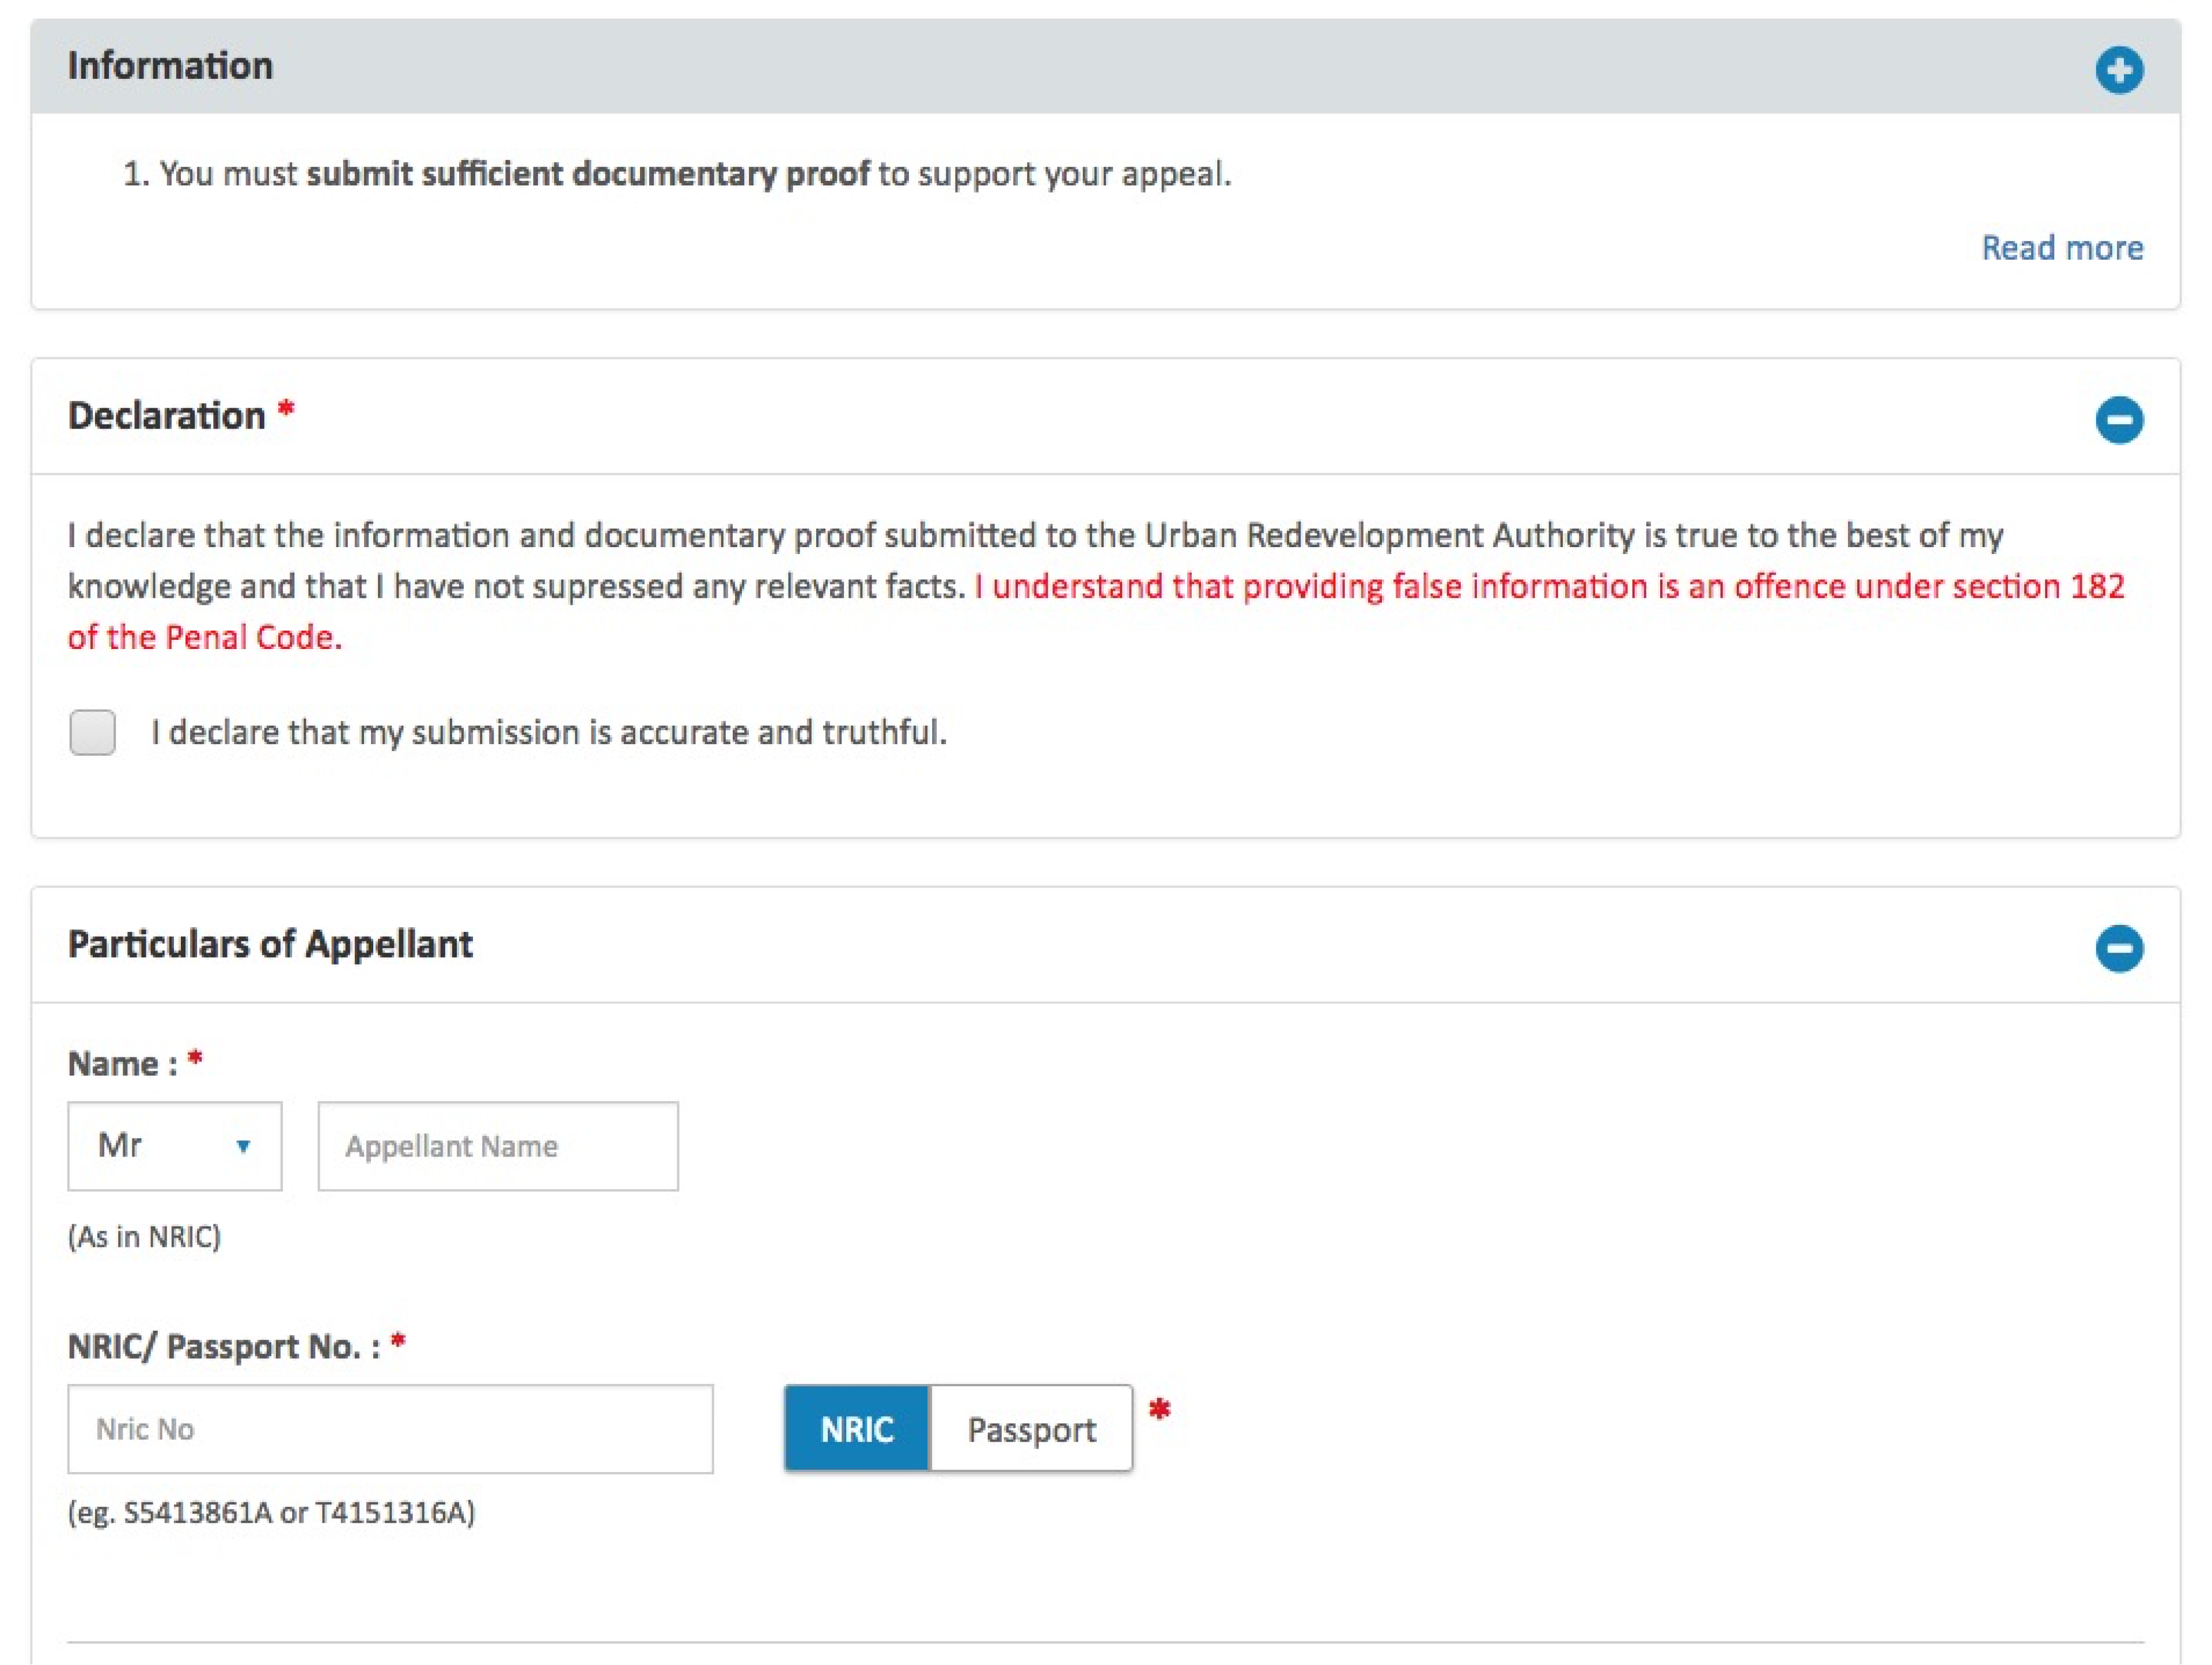 Information
1. You must submit sufficient documentary proof to support your appeal.
Read more
Declaration *
I declare that the information and documentary proof submitted to the Urban Redevelopment Authority is true to the best of my
knowledge and that I have not supressed any relevant facts. I understand that providing false information is an offence under section 182
of the Penal Code.
I declare that my submission is accurate and truthful.
Particulars of Appellant
Name : *
Mr Appellant Name
(As in NRIC)
NRIC/ Passport No. : *
Nric No NRIC Passport *
(eg. S5413861A or T4151316A)